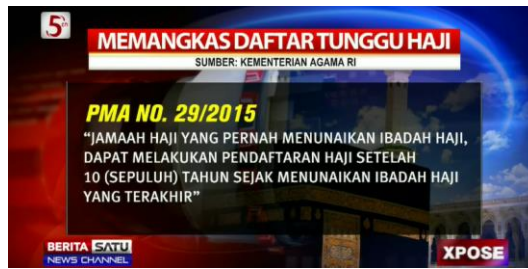 5
MEMANGKAS DAFTAR TUNGGU HAJI
SUMBER: KEMENTERIAN AGAMA RI
PMA NO. 29/2015
“JAMAAH HAJI YANG PERNAH MENUNAIKAN IBADAH HAJI,
DAPAT MELAKUKAN PENDAFTARAN HAJI SETELAH
10 (SEPULUH) TAHUN SEJAK MENUNAIKAN IBADAH HAJI
YANG TERAKHIR”
BERITA SATU
NEWS CHANNEL
XPOSE